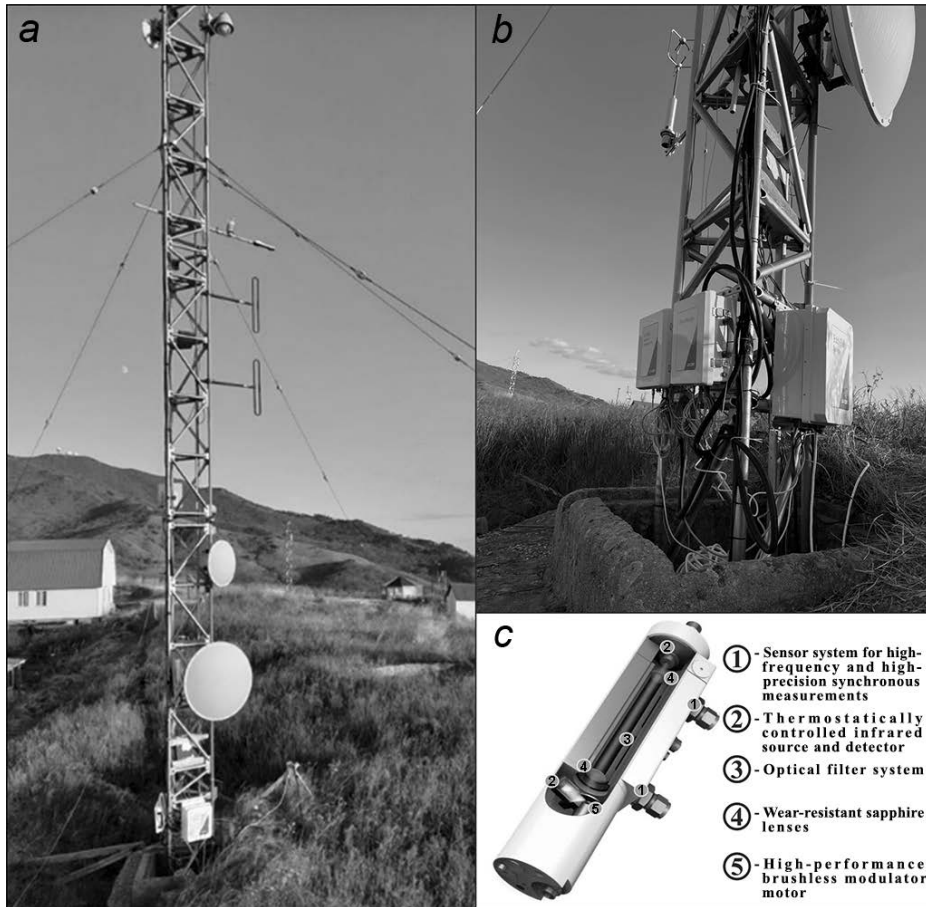 a
b
c
① - Sensor system for high-
frequency and high-
precision synchronous
measurements
② - Thermostatically
controlled infrared
source and detector
③ - Optical filter system
④ - Wear-resistant sapphire
lenses
⑤ - High-performance
brushless modulator
motor
2
4
1
3
4
2
1
5